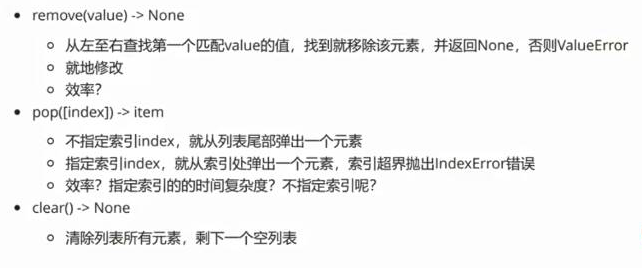 remove(value) -> None
从左至右查找第一个匹配value的值，找到就移除该元素，并返回None，否则ValueError
就地修改
效率？
pop([index]) -> item
不指定索引index，就从列表尾部弹出一个元素
指定索引index，就从索引处弹出一个元素，索引超界抛出IndexError错误
效率？指定索引的的时间复杂度？不指定索引呢？
clear() -> None
清除列表所有元素，剩下一个空列表